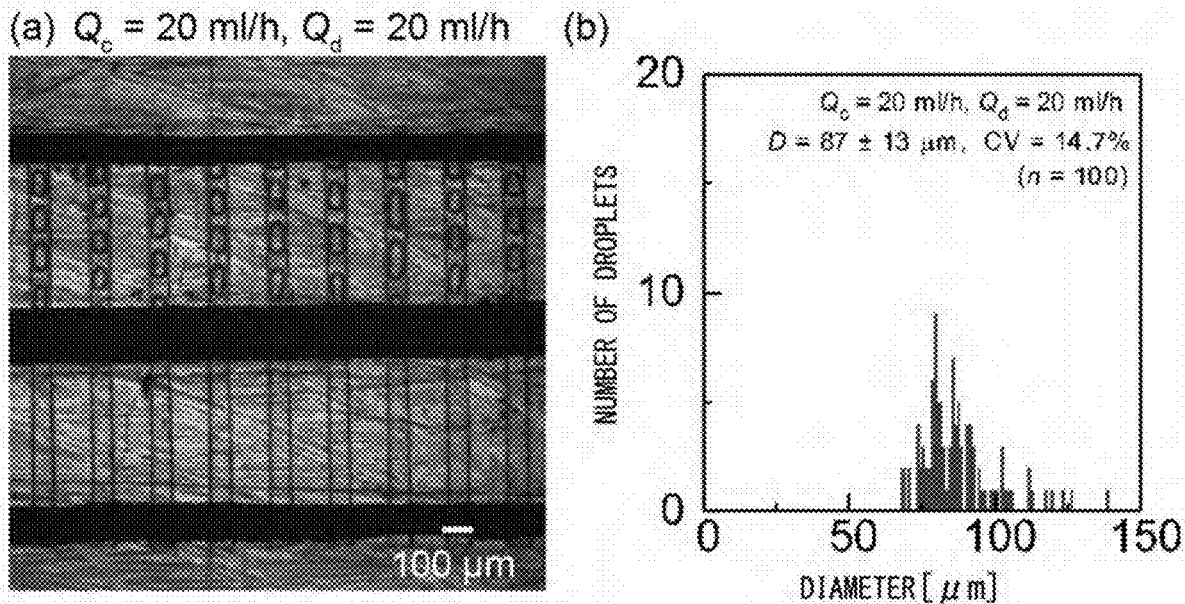 (a) Q_c = 20 ml/h, Q_d = 20 ml/h
100 μm
(b)
20
10
0
NUMBER OF DROPLETS
Q_c = 20 ml/h, Q_d = 20 ml/h
D = 87 ± 13 μm, CV = 14.7%
(n = 100)
0 50 100 150
DIAMETER[μm]